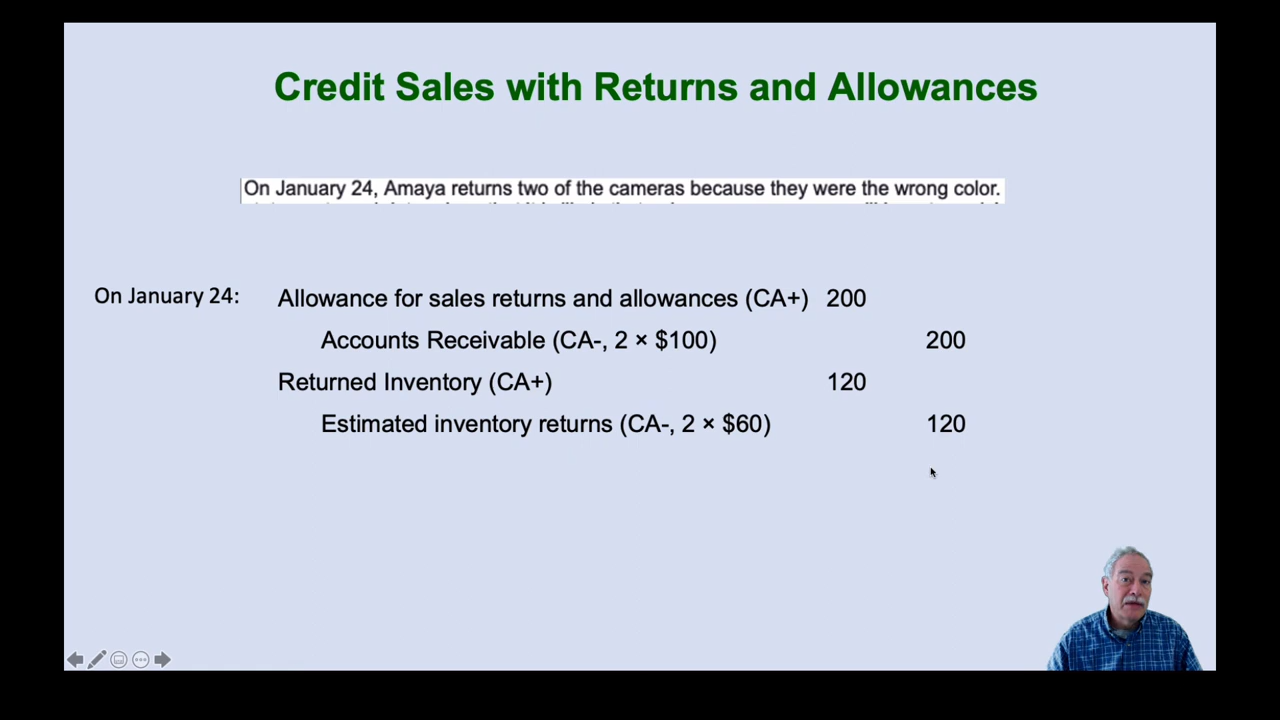 Credit Sales with Returns and Allowances
On January 24, Amaya returns two of the cameras because they were the wrong color.
On January 24: Allowance for sales returns and allowances (CA+) 200
Accounts Receivable (CA-, 2 × $100) 200
Returned Inventory (CA+) 120
Estimated inventory returns (CA-, 2 × $60) 120